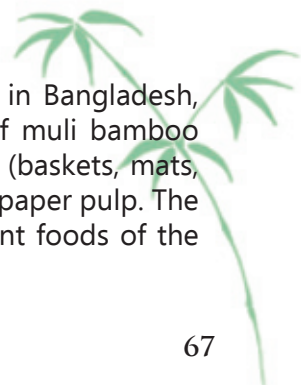 in Bangladesh,
f muli bamboo
(baskets, mats,
paper pulp. The
nt foods of the
67